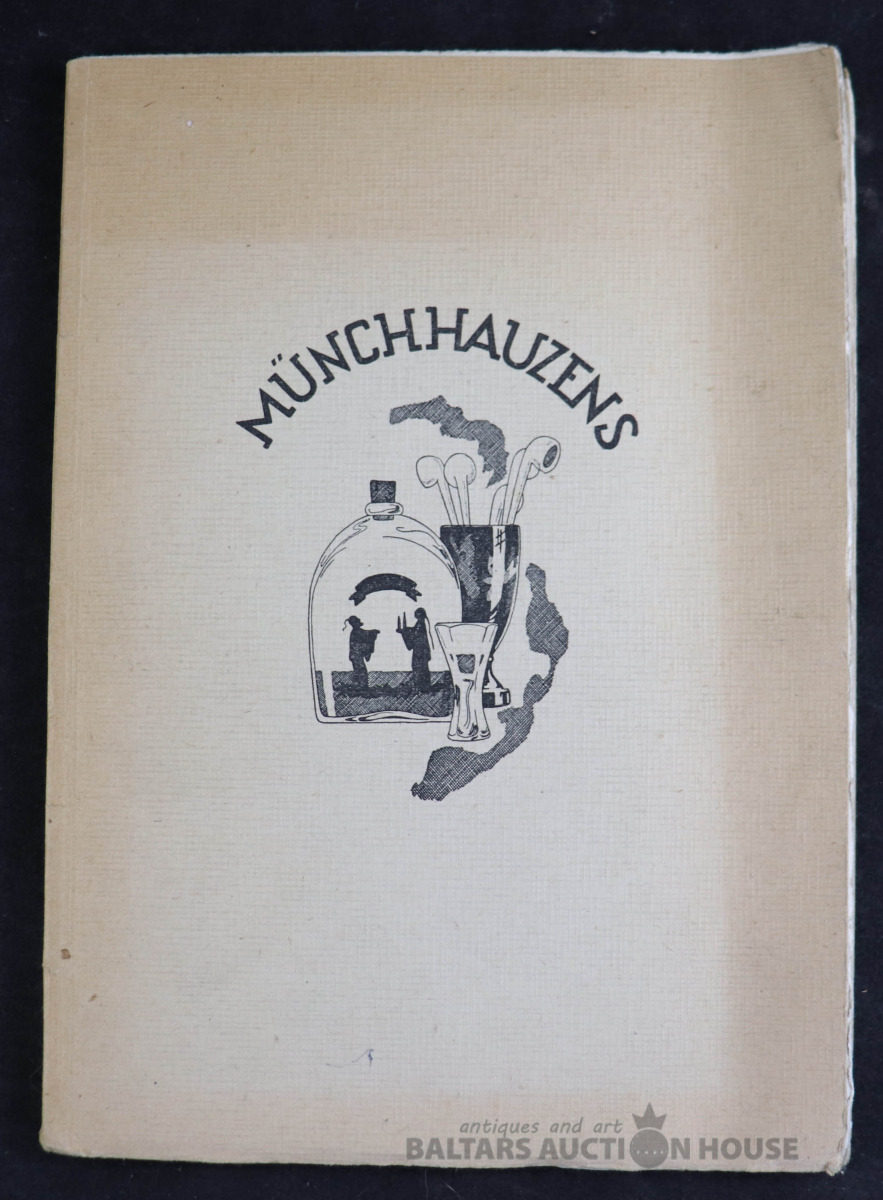 MÜNCHHAUZENS
antiques and art
BALTARS AUCTION HOUSE